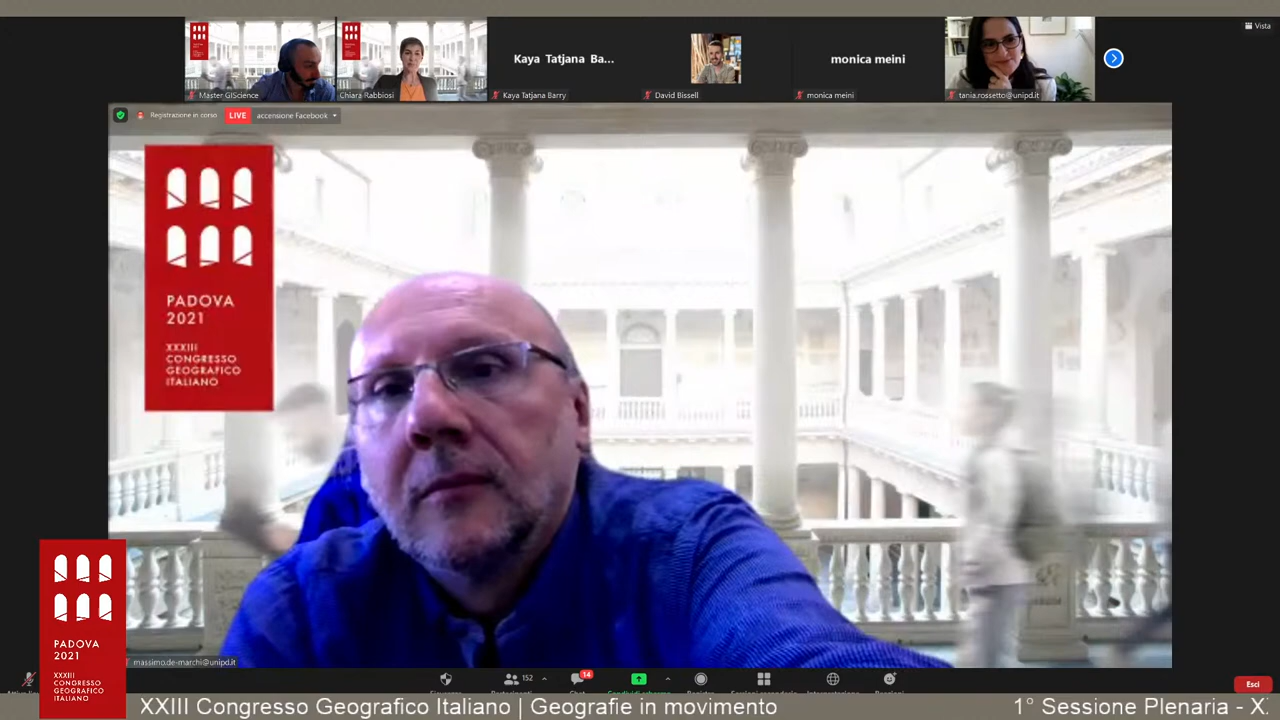 Vista
Kaya Tatjana Ba...
monica meini
Master GIScience
Chiara Rabbiosi
Kaya Tatjana Barry
David Bissell
monica meini
tania.rossetto@unipd.it
Registrazione in corso
LIVE
accensione Facebook
PADOVA
2021
XXXIII
CONGRESSO
GEOGRAFICO
ITALIANO
massimo.de-marchi@unipd.it
152
14
Esci
PADOVA
2021
XXXIII
CONGRESSO
GEOGRAFICO
ITALIANO
XXIII Congresso Geografico Italiano | Geografie in movimento
1° Sessione Plenaria - X